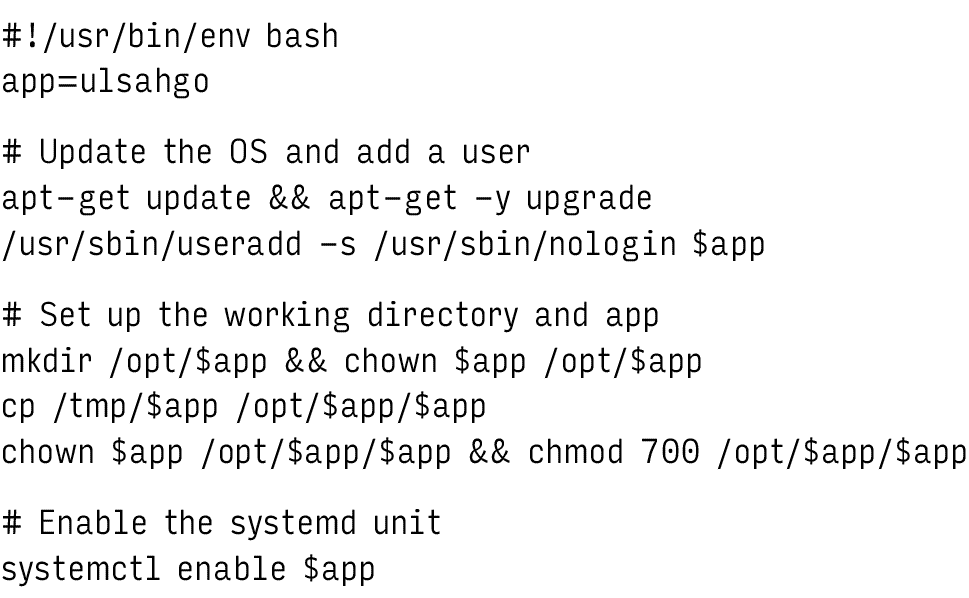 #!/usr/bin/env bash
app=ulsahgo
# Update the OS and add a user
apt-get update && apt-get -y upgrade
/usr/sbin/useradd -s /usr/sbin/nologin $app
# Set up the working directory and app
mkdir /opt/$app && chown $app /opt/$app
cp /tmp/$app /opt/$app/$app
chown $app /opt/$app/$app && chmod 700 /opt/$app/$app
# Enable the systemd unit
systemctl enable $app